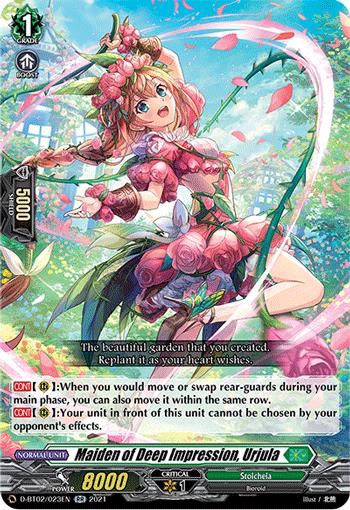 1
GRADE
BOOST
5000
SHIELD
The beautiful garden that you created.
Replant it as your heart wishes.
CONT【 】:When you would move or swap rear-guards during your
main phase, you can also move it within the same row.
CONT【 】:Your unit in front of this unit cannot be chosen by your
opponent's effects.
NORMAL UNIT
Maiden of Deep Impression, Urjula
POWER
8000
CRITICAL
1
Stoicheia
Bioroid
D-BT02/023EN RR 2021
Illust / 北熊